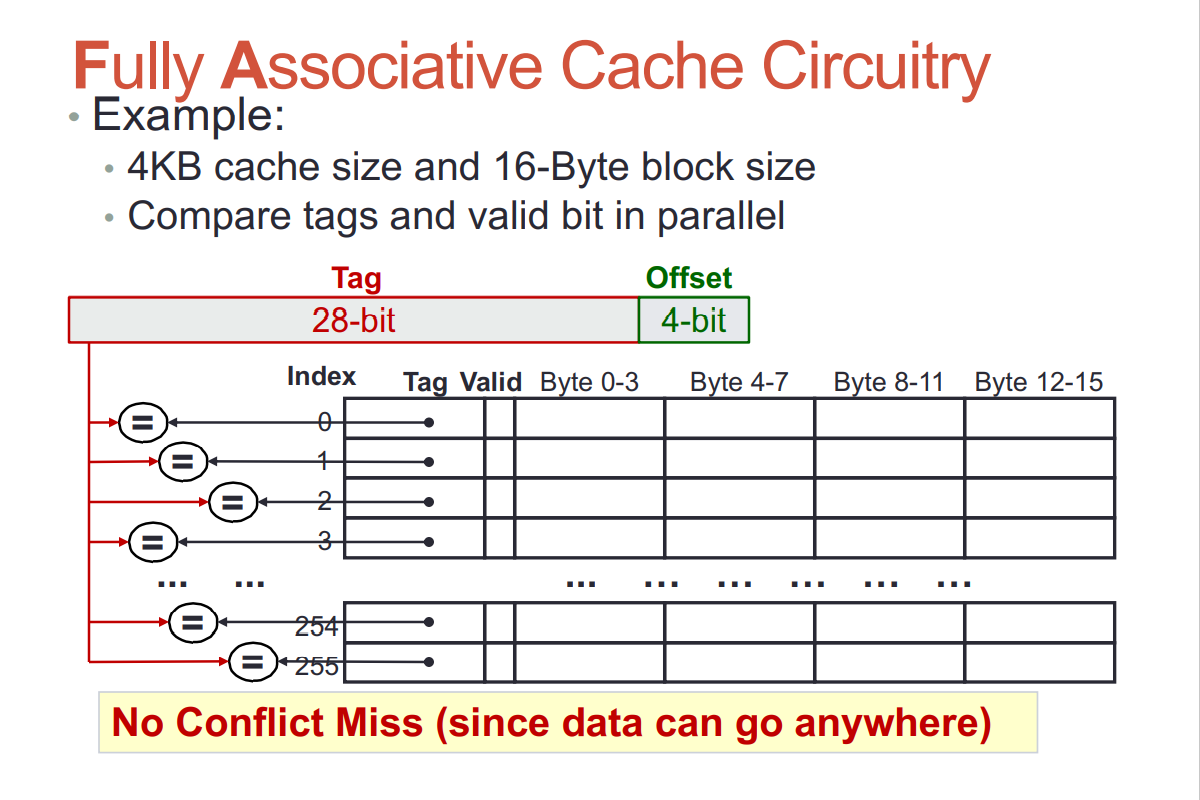 Fully Associative Cache Circuitry
• Example:
• 4KB cache size and 16-Byte block size
• Compare tags and valid bit in parallel
Tag Offset
28-bit 4-bit
Index Tag Valid Byte 0-3 Byte 4-7 Byte 8-11 Byte 12-15
= 0
= 1
= 2
= 3
... ... ... ... ... ... ... ...
= 254
= 255
No Conflict Miss (since data can go anywhere)